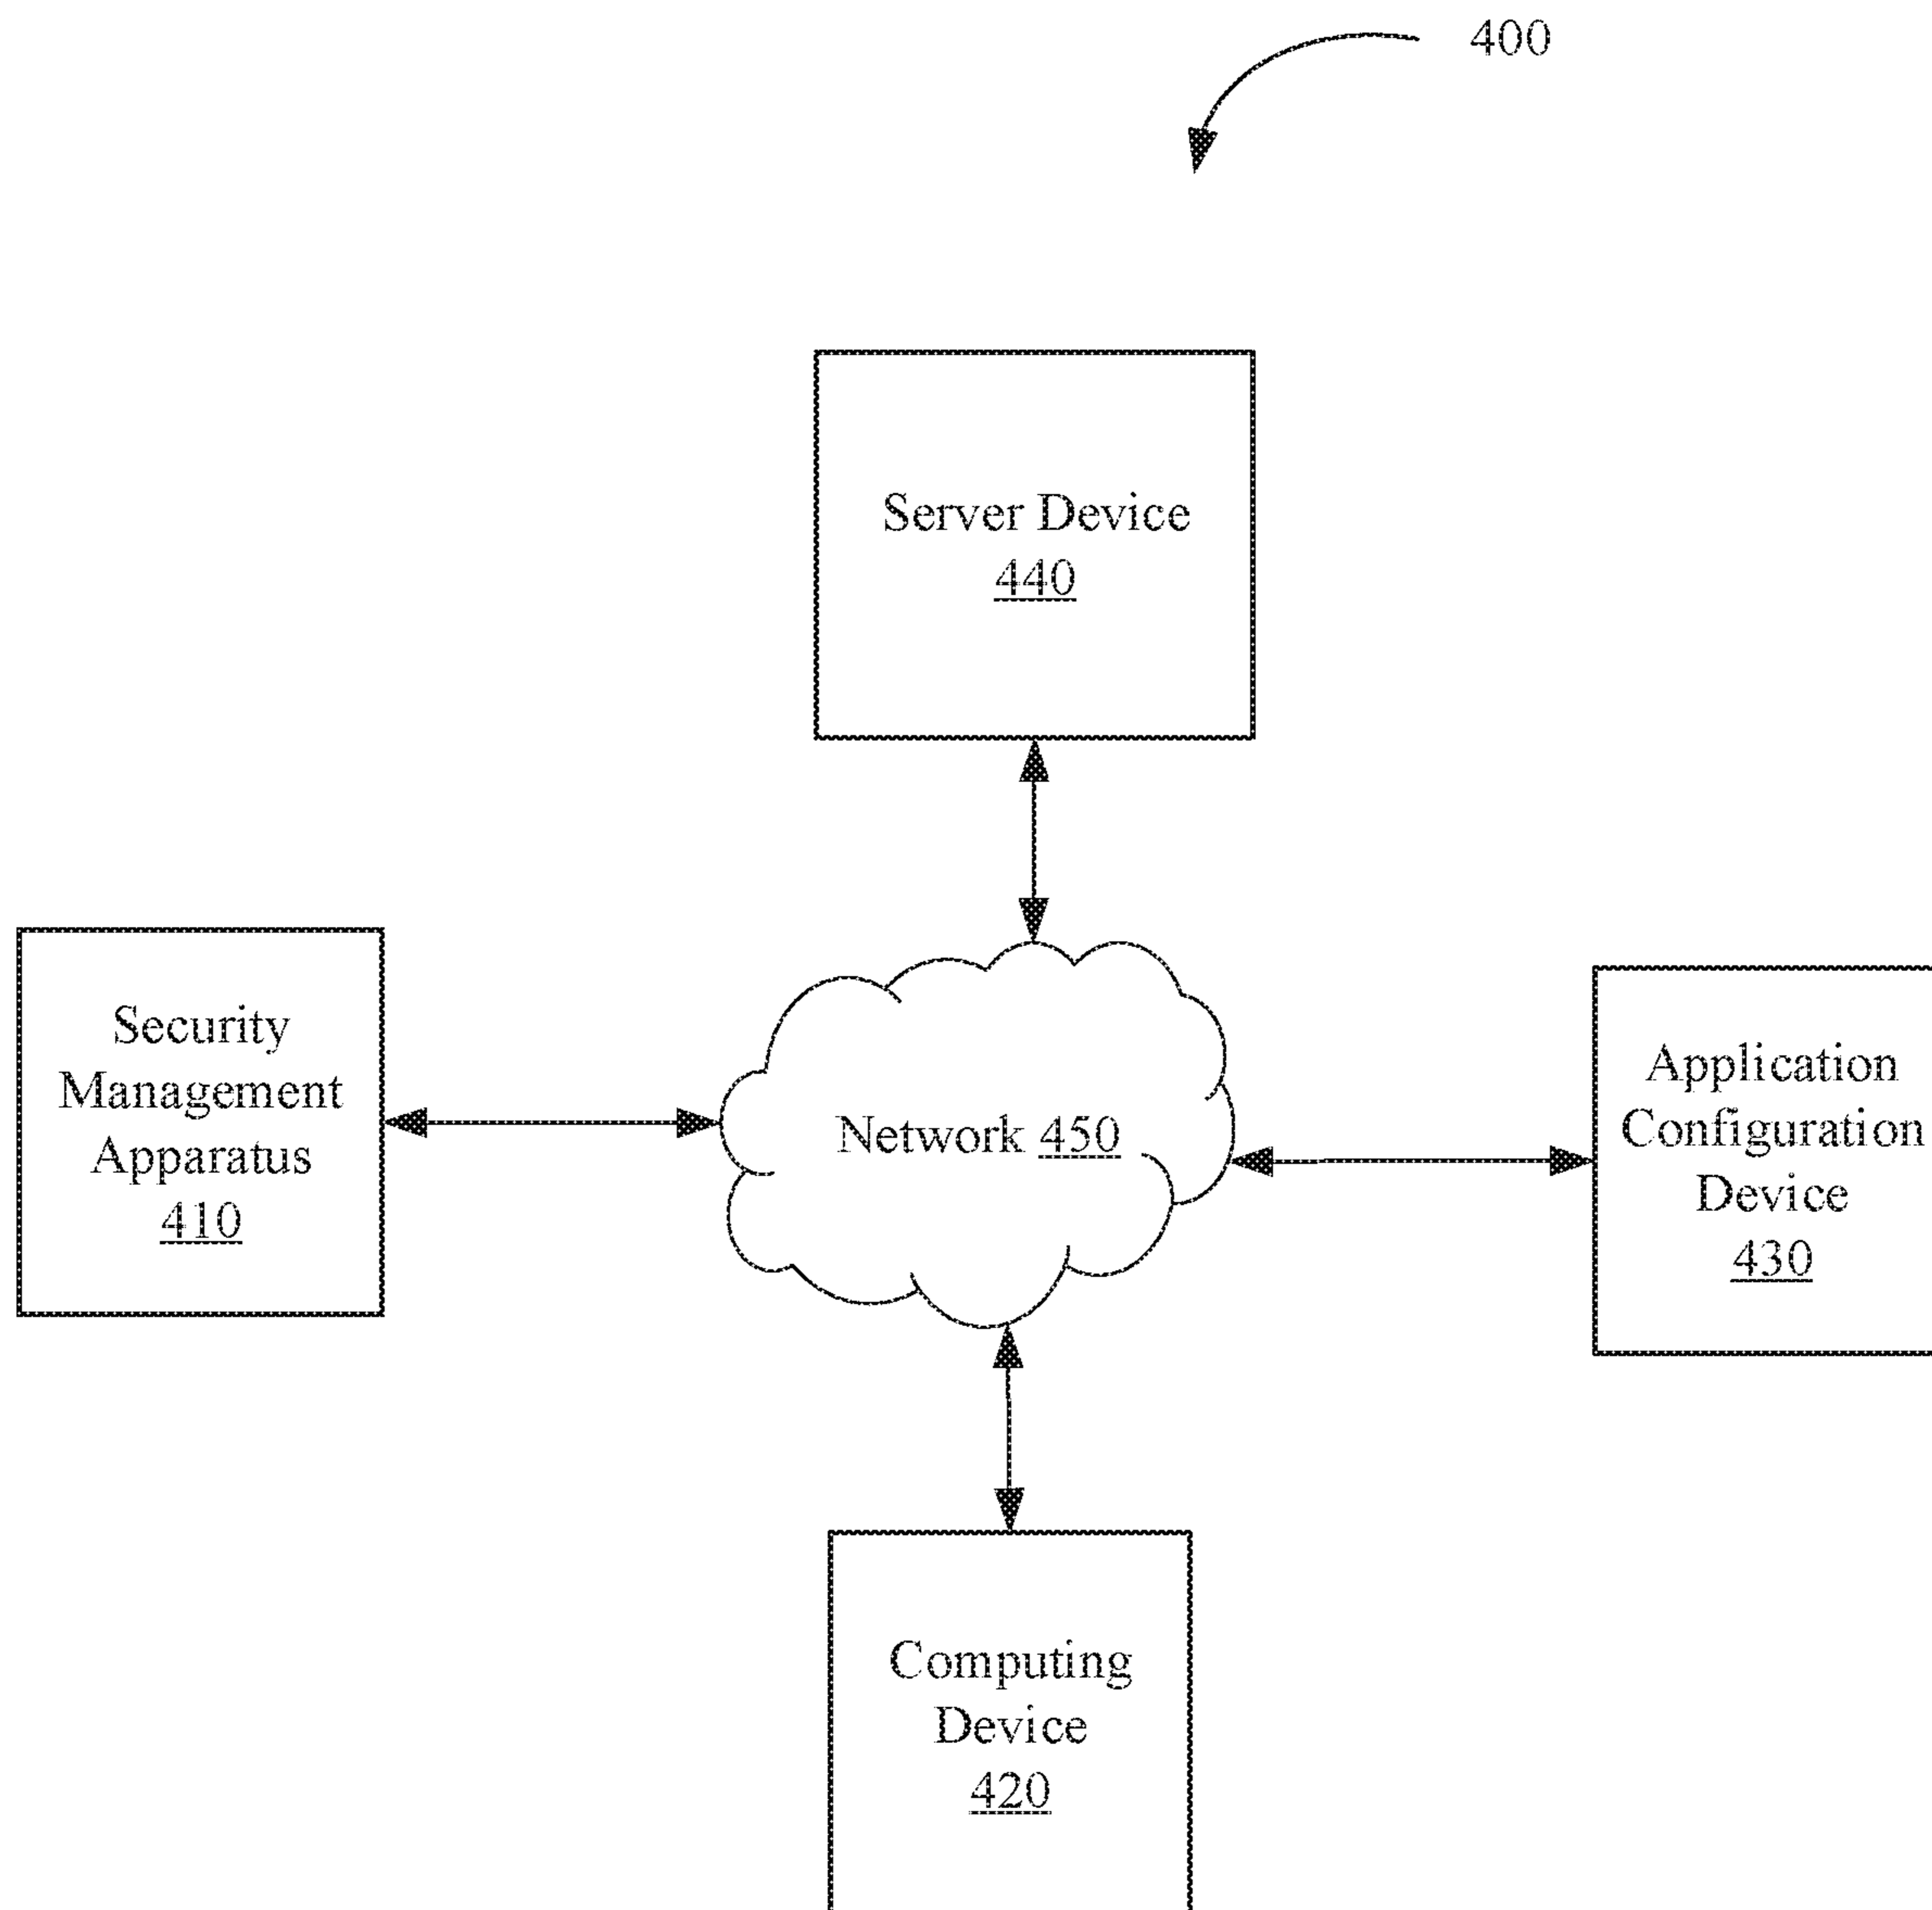 400
Server Device
440
Security
Management
Apparatus
410
Network 450
Application
Configuration
Device
430
Computing
Device
420